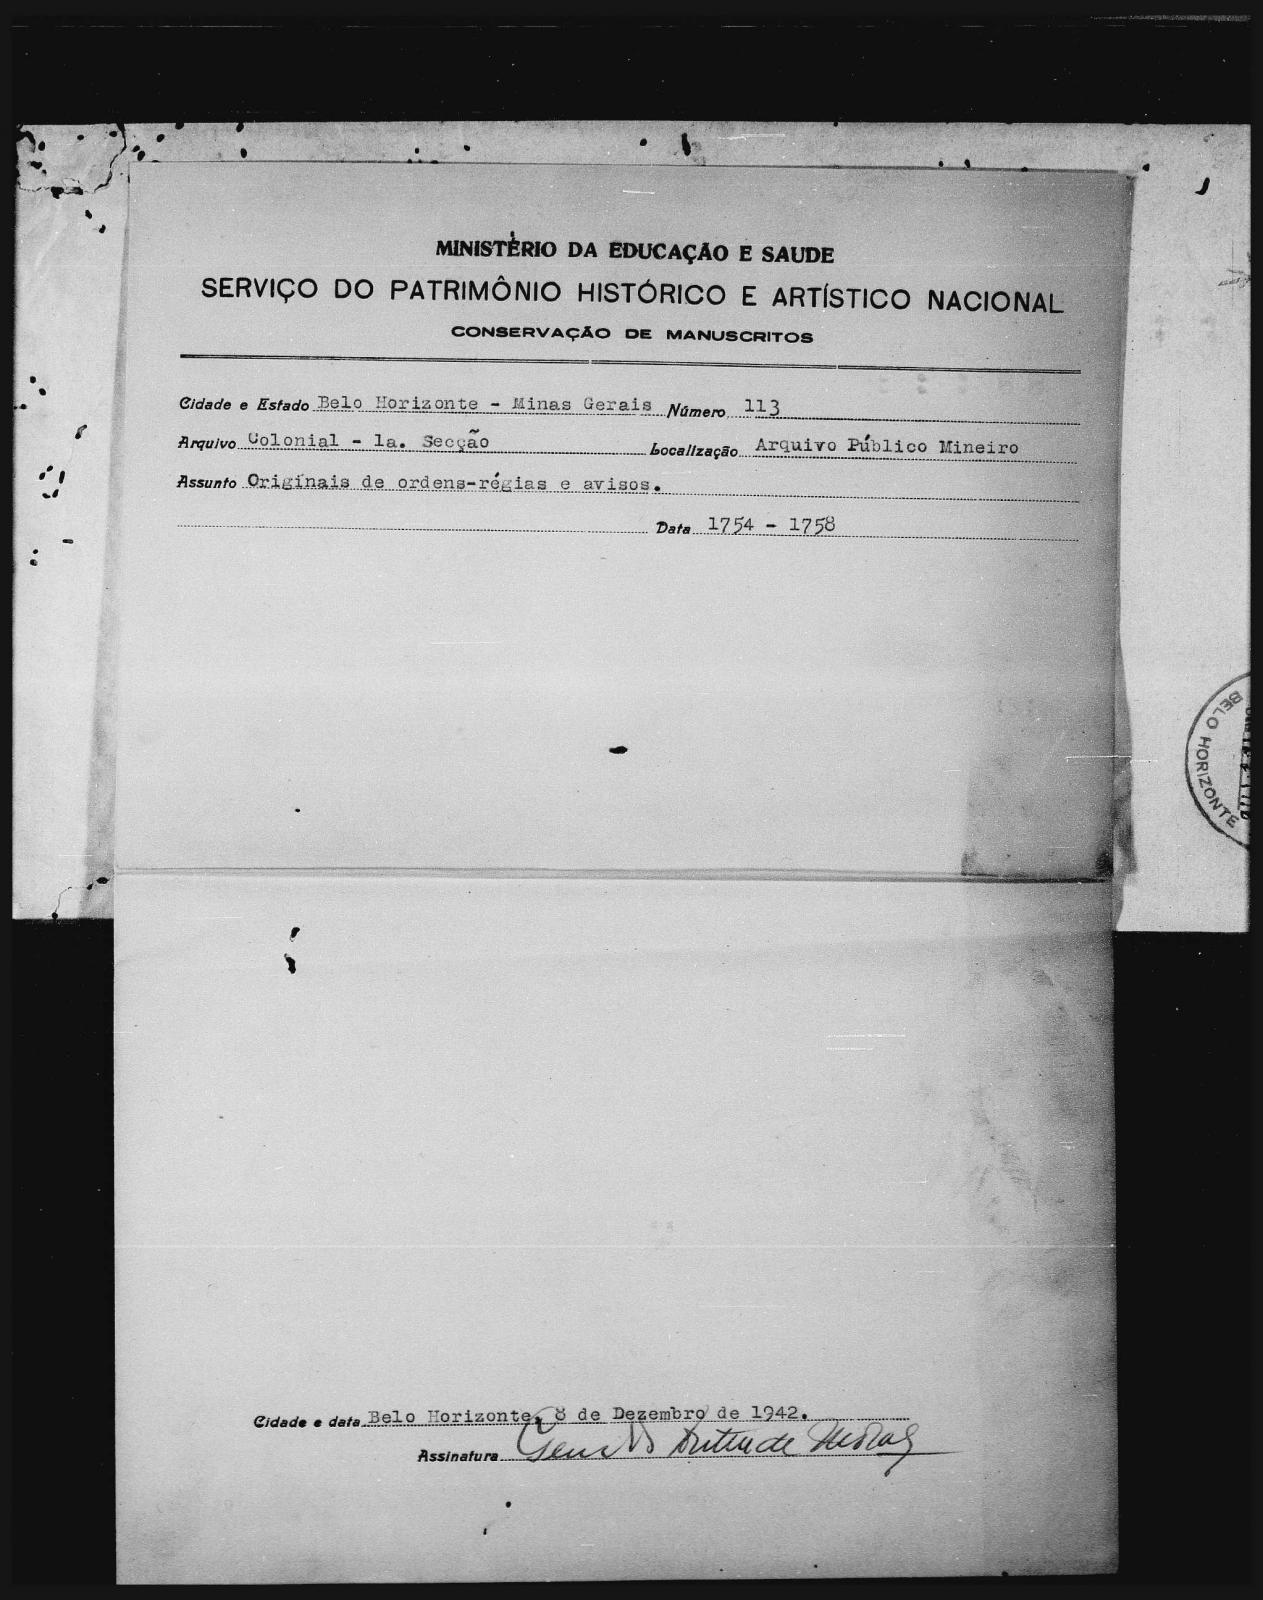 MINISTÉRIO DA EDUCAÇÃO E SAUDE
SERVIÇO DO PATRIMÔNIO HISTÓRICO E ARTÍSTICO NACIONAL
CONSERVAÇÃO DE MANUSCRITOS
Cidade e Estado Belo Horizonte - Minas Gerais Número 113
Arquivo Colonial - 1a. Secção Localização Arquivo Público Mineiro
Assunto Originais de ordens-régias e avisos.
Data 1754 - 1758
BELO HORIZONTE
Cidade e data Belo Horizonte, 8 de Dezembro de 1942.
Assinatura